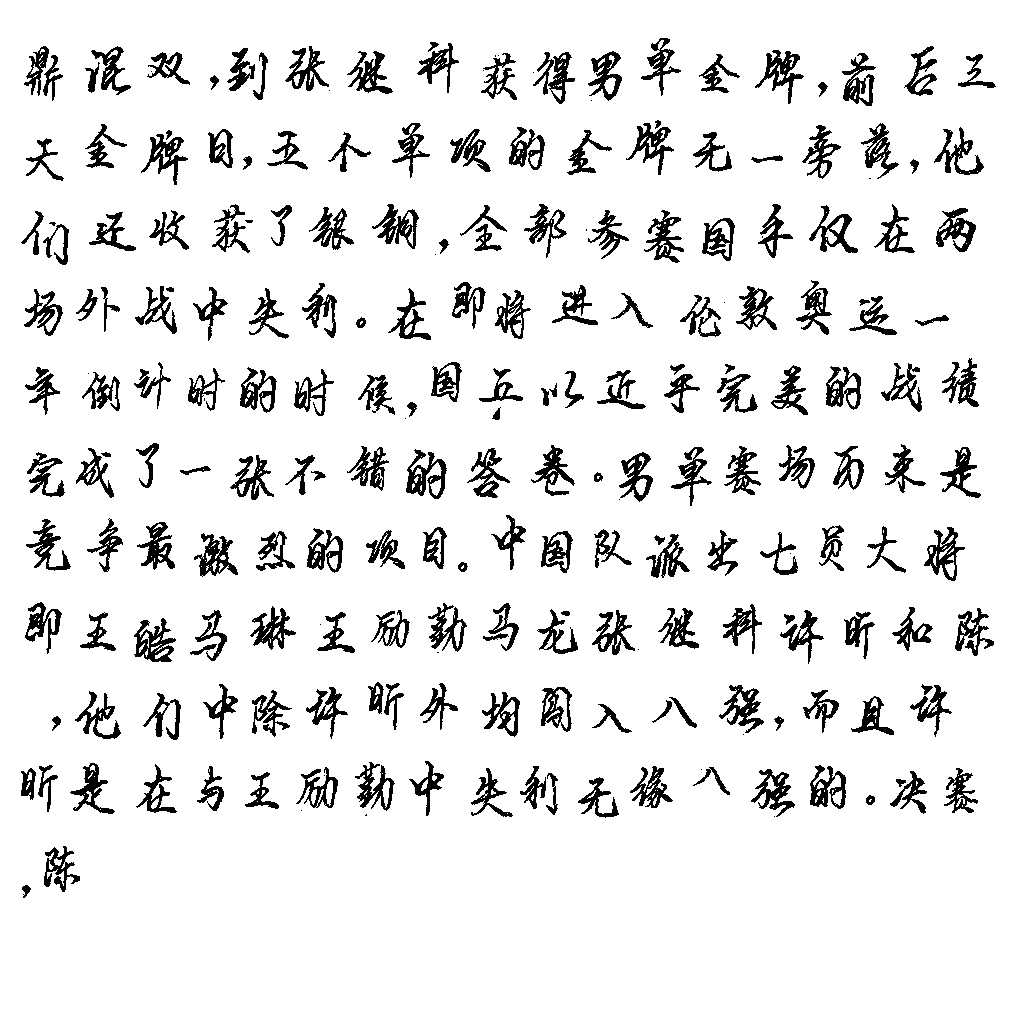 鼎混双,到张继科获得男单金牌,前后三
天金牌日,五个单项的金牌无一旁落,他
们还收获了银铜,全部参赛国手仅在两
场外战中失利。在即将进入伦敦奥运一
年倒计时的时候,国乒以近乎完美的战绩
完成了一张不错的答卷。男单赛场历来是
竞争最激烈的项目。中国队派出七员大将
即王皓马琳王励勤马龙张继科许昕和陈
,他们中除许昕外均闯入八强,而且许
昕是在与王励勤中失利无缘八强的。决赛
,陈